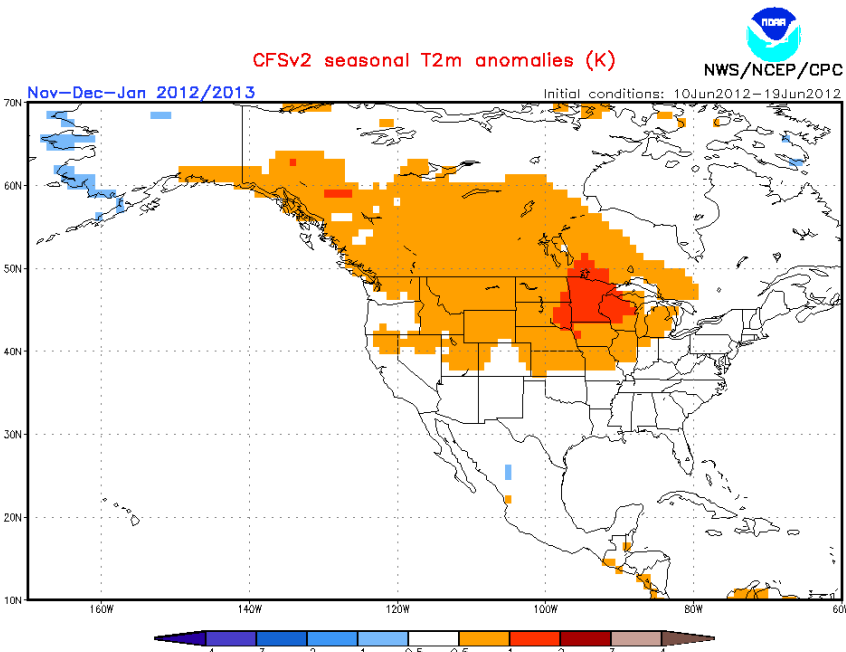 NOAA
CFSv2 seasonal T2m anomalies (K)
NWS/NCEP/CPC
Nov-Dec-Jan 2012/2013
Initial conditions: 10Jun2012-19Jun2012
70N
60N
50N
40N
30N
20N
10N
160W 140W 120W 100W 80W 60W